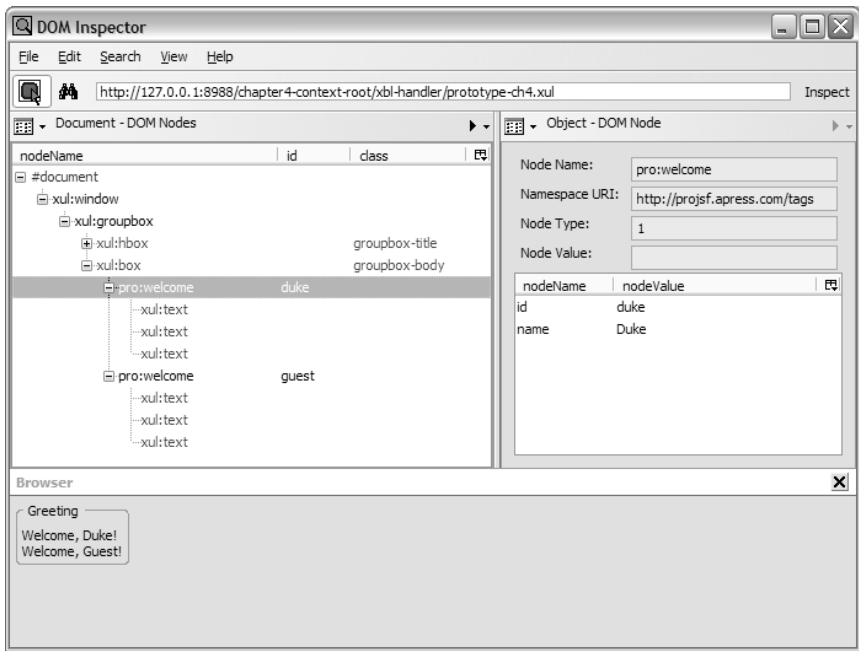 DOM Inspector
File Edit Search View Help
http://127.0.0.1:8988/chapter4-context-root/xbl-handler/prototype-ch4.xul Inspect
Document - DOM Nodes
nodeName id class
#document
xul:window
xul:groupbox
xul:hbox groupbox-title
xul:box groupbox-body
pro:welcome duke
xul:text
xul:text
xul:text
pro:welcome guest
xul:text
xul:text
xul:text
Object - DOM Node
Node Name: pro:welcome
Namespace URI: http://projsf.apress.com/tags
Node Type: 1
Node Value:
nodeName nodeValue
id duke
name Duke
Browser
Greeting
Welcome, Duke!
Welcome, Guest!